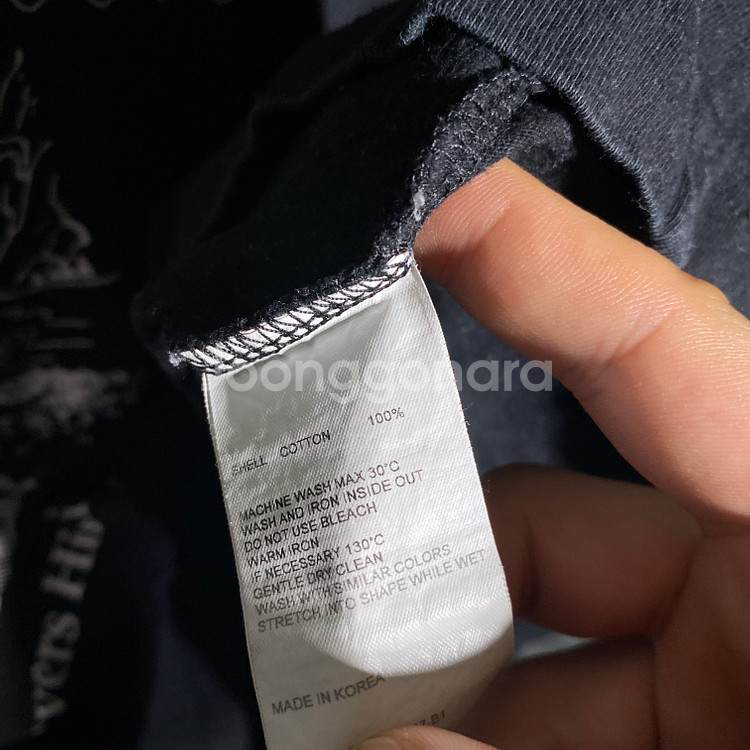 joonggonara
SHELL COTTON 100%
MACHINE WASH MAX 30°C
WASH AND IRON INSIDE OUT
DO NOT USE BLEACH
WARM IRON
IF NECESSARY 130°C
GENTLE DRY CLEAN
WASH WITH SIMILAR COLORS
STRETCH INTO SHAPE WHILE WET
MADE IN KOREA